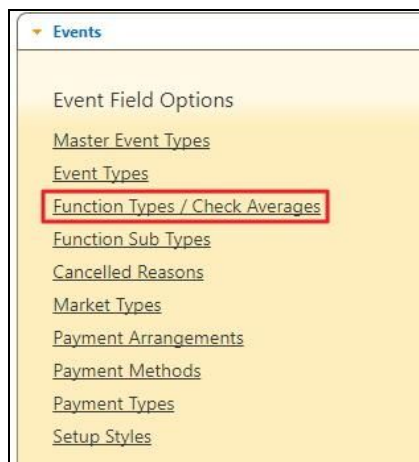 Events
Event Field Options
Master Event Types
Event Types
Function Types / Check Averages
Function Sub Types
Cancelled Reasons
Market Types
Payment Arrangements
Payment Methods
Payment Types
Setup Styles